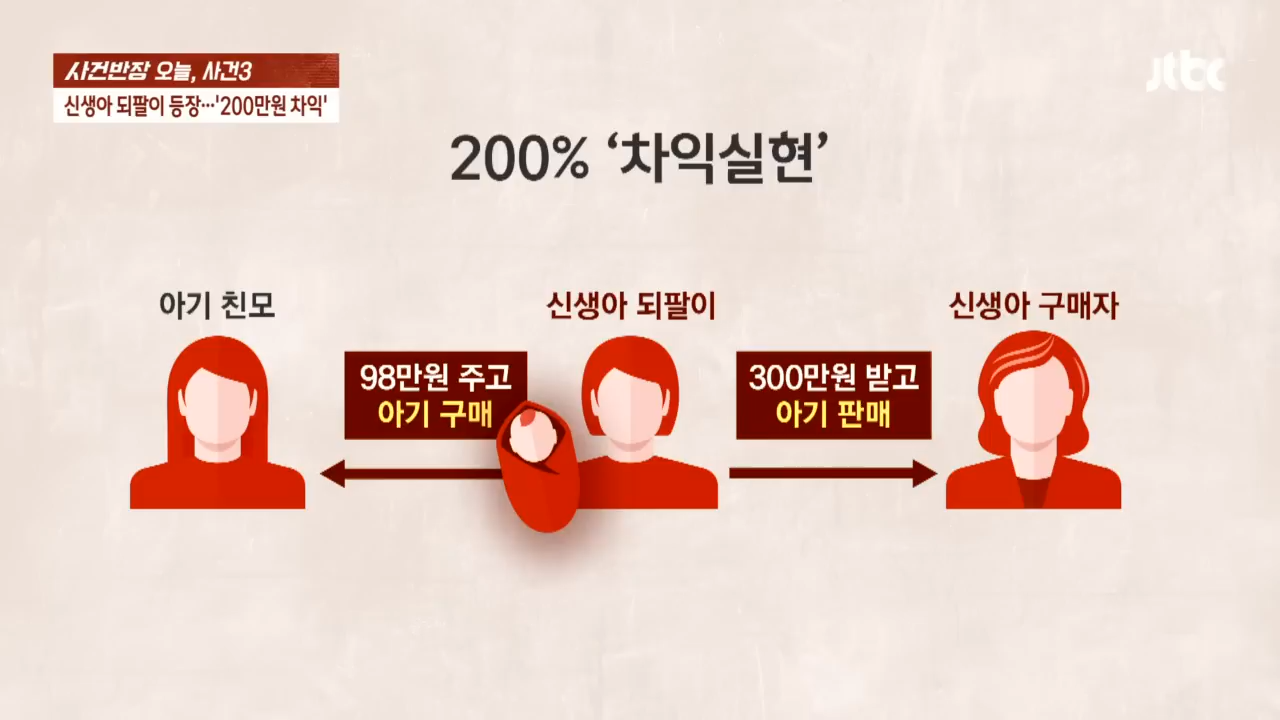 사건반장 오늘, 사건3
신생아 되팔이 등장…'200만원 차익'
jtbc
200% ‘차익실현’
아기 친모
신생아 되팔이
신생아 구매자
98만원 주고
아기 구매
300만원 받고
아기 판매